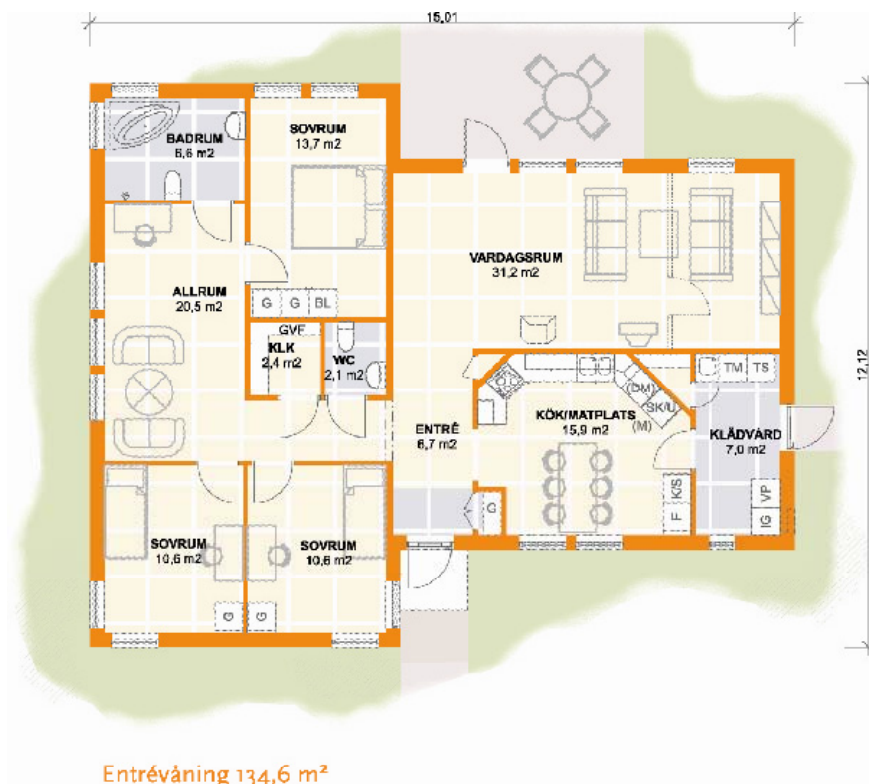 15,01
BADRUM
6,6 m2
SOVRUM
13,7 m2
VARDAGSRUM
31,2 m2
ALLRUM
20,5 m2
G G BL
GVF
KLK
2,4 m2
WC
2,1 m2
12,12
TM TS
(DM)
SK/U
(M)
ENTRÉ
6,7 m2
KÖK/MATPLATS
15,9 m2
KLÄDVÅRD
7,0 m2
K/S
F
VP
IG
G
SOVRUM
10,6 m2
SOVRUM
10,6 m2
G
G
Entrévåning 134,6 m²